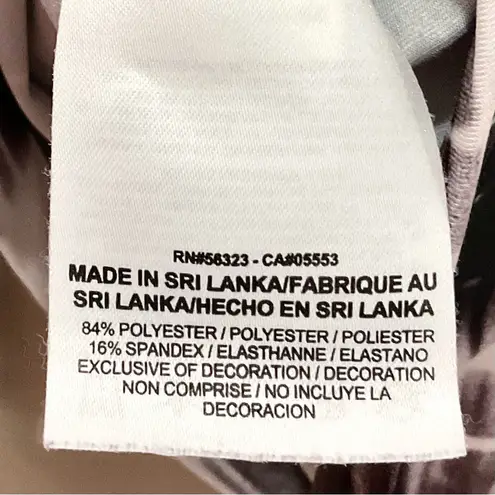 RN#56323 - CA#05553
MADE IN SRI LANKA/FABRIQUE AU
SRI LANKA/HECHO EN SRI LANKA
84% POLYESTER / POLYESTER / POLIESTER
16% SPANDEX / ELASTHANNE / ELASTANO
EXCLUSIVE OF DECORATION / DECORATION
NON COMPRISE / NO INCLUYE LA
DECORACION